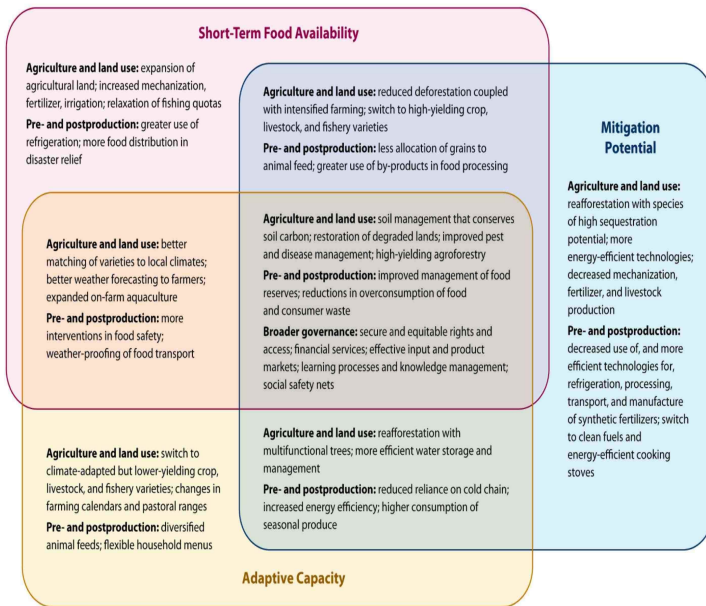 Short-Term Food Availability
Agriculture and land use: expansion of
agricultural land; increased mechanization,
fertilizer, irrigation; relaxation of fishing quotas
Pre- and postproduction: greater use of
refrigeration; more food distribution in
disaster relief
Agriculture and land use: reduced deforestation coupled
with intensified farming; switch to high-yielding crop,
livestock, and fishery varieties
Pre- and postproduction: less allocation of grains to
animal feed; greater use of by-products in food processing
Mitigation
Potential
Agriculture and land use:
reafforestation with species
of high sequestration
potential; more
energy-efficient technologies;
decreased mechanization,
fertilizer, and livestock
production
Pre- and postproduction:
decreased use of, and more
efficient technologies for,
refrigeration, processing,
transport, and manufacture
of synthetic fertilizers; switch
to clean fuels and
energy-efficient cooking
stoves
Agriculture and land use: better
matching of varieties to local climates;
better weather forecasting to farmers;
expanded on-farm aquaculture
Pre- and postproduction: more
interventions in food safety;
weather-proofing of food transport
Agriculture and land use: soil management that conserves
soil carbon; restoration of degraded lands; improved pest
and disease management; high-yielding agroforestry
Pre- and postproduction: improved management of food
reserves; reductions in overconsumption of food
and consumer waste
Broader governance: secure and equitable rights and
access; financial services; effective input and product
markets; learning processes and knowledge management;
social safety nets
Agriculture and land use: switch to
climate-adapted but lower-yielding crop,
livestock, and fishery varieties; changes in
farming calendars and pastoral ranges
Pre- and postproduction: diversified
animal feeds; flexible household menus
Agriculture and land use: reafforestation with
multifunctional trees; more efficient water storage and
management
Pre- and postproduction: reduced reliance on cold chain;
increased energy efficiency; higher consumption of
seasonal produce
Adaptive Capacity